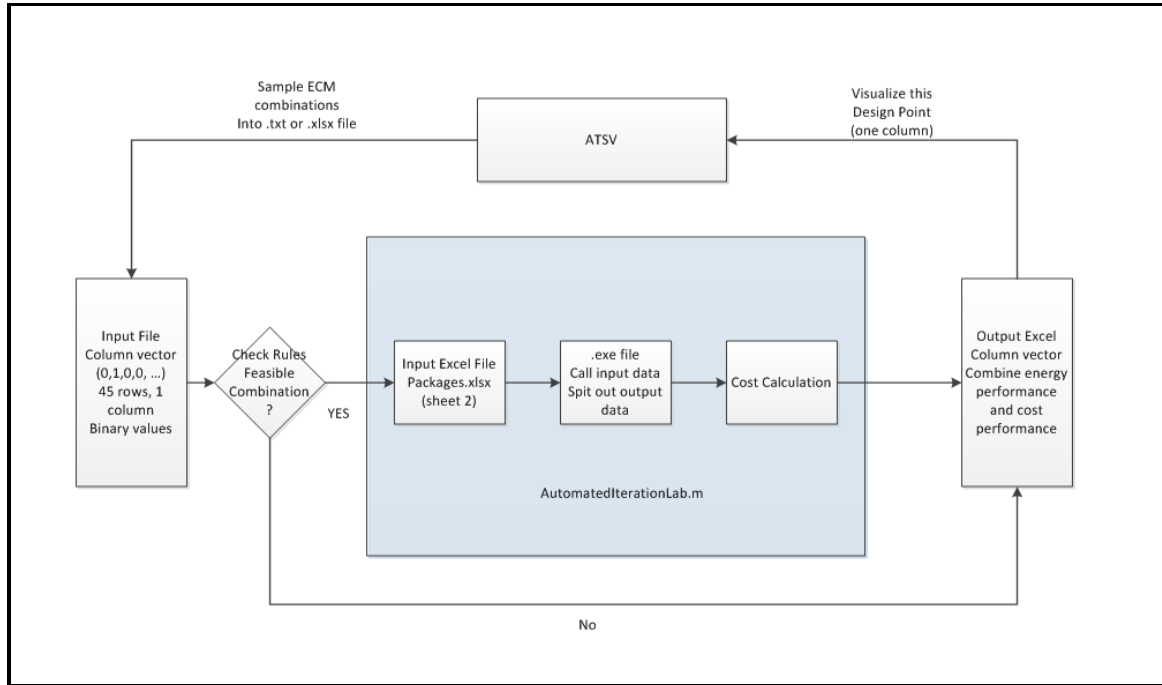 Sample ECM
combinations
Into .txt or .xlsx file
ATSV
Visualize this
Design Point
(one column)
Input File
Column vector
(0,1,0,0, ...)
45 rows, 1
column
Binary values
Check Rules
Feasible
Combination
?
YES
Input Excel File
Packages.xlsx
(sheet 2)
.exe file
Call input data
Spit out output
data
Cost Calculation
AutomatedIterationLab.m
Output Excel
Column vector
Combine energy
performance
and cost
performance
No